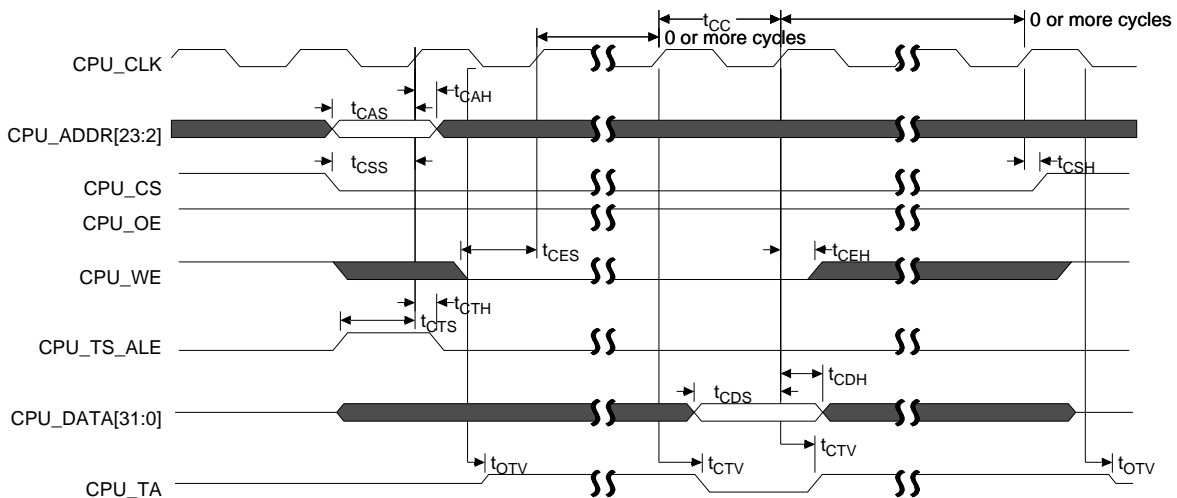 tCC
0 or more cycles
0 or more cycles
CPU_CLK
tCAH
tCAS
CPU_ADDR[23:2]
tCSS
tCSH
CPU_CS
CPU_OE
tCES
tCEH
CPU_WE
tCTH
tCTS
CPU_TS_ALE
tCDH
tCDS
CPU_DATA[31:0]
tCTV
tOTV
tCTV
tOTV
CPU_TA